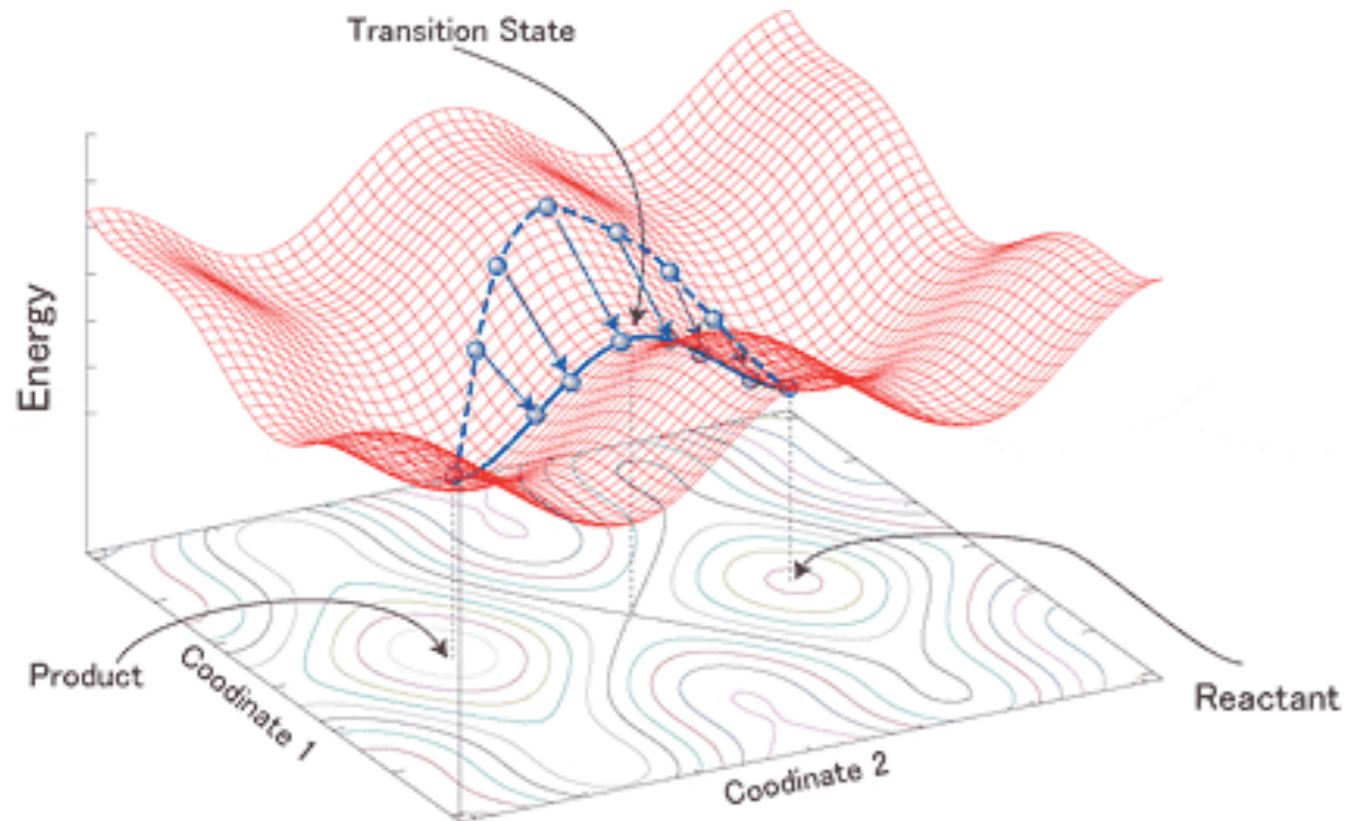 Transition State
Energy
Product
Coodinate 1
Coodinate 2
Reactant